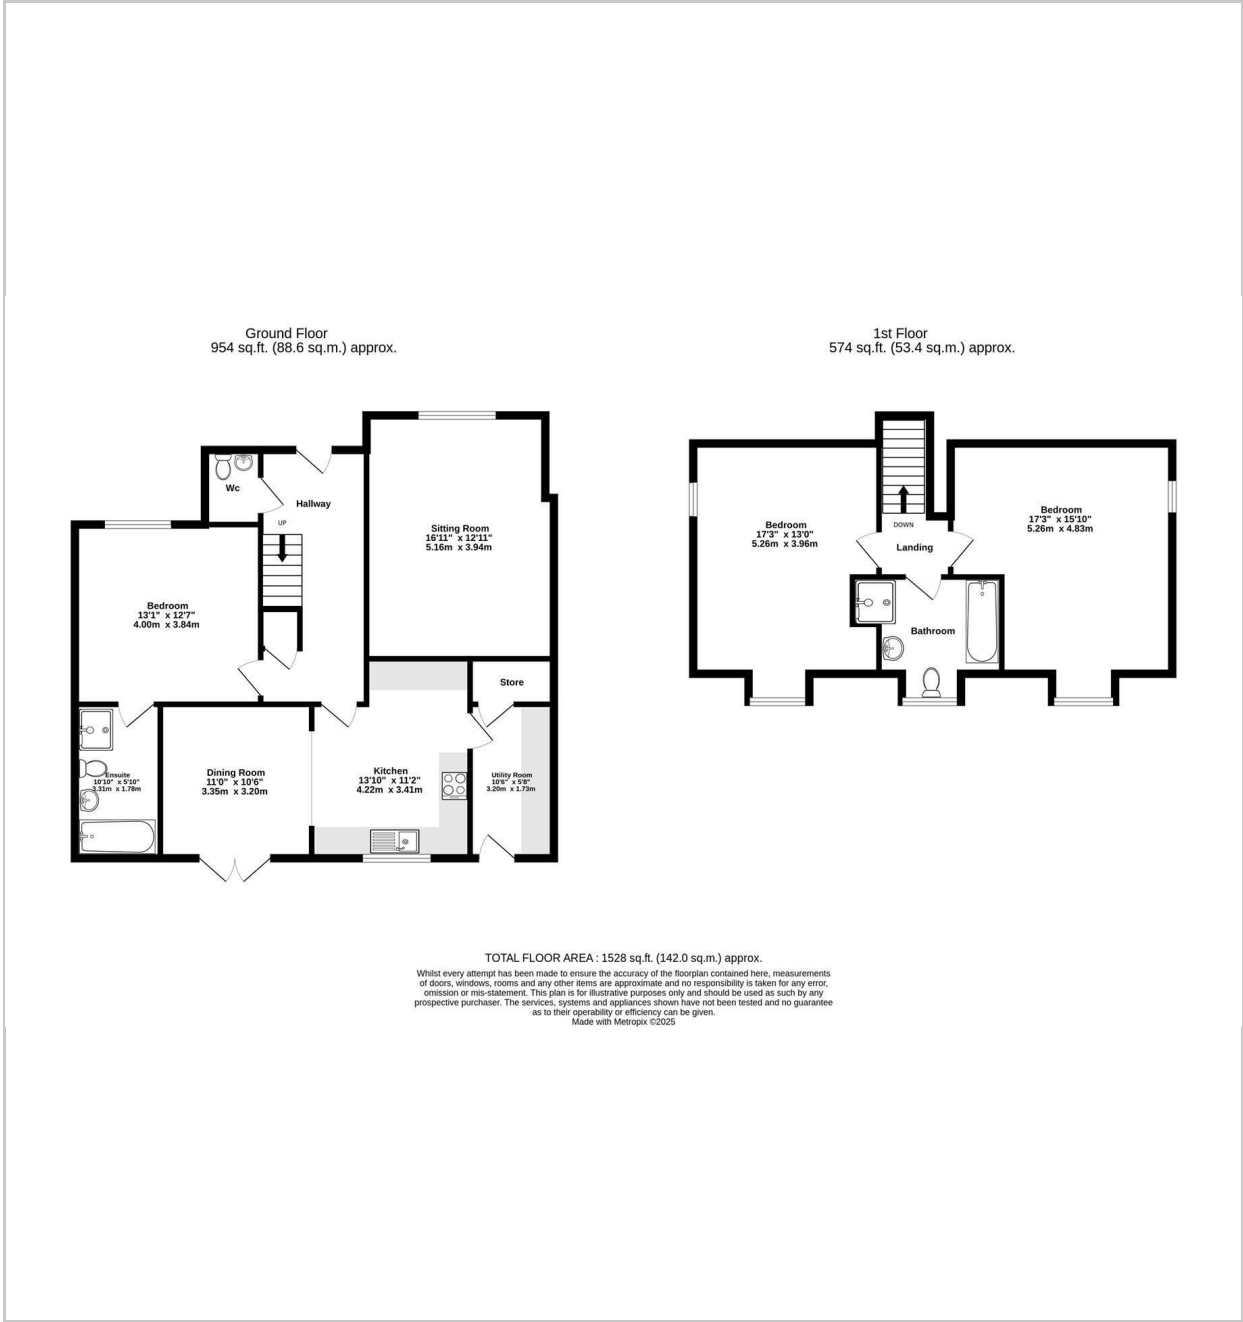 Ground Floor
954 sq.ft. (88.6 sq.m.) approx.
1st Floor
574 sq.ft. (53.4 sq.m.) approx.
Wc
Hallway
UP
Sitting Room
16'11" x 12'11"
5.16m x 3.94m
Bedroom
13'1" x 12'7"
4.00m x 3.84m
Store
Ensuite
10'10" x 5'10"
3.31m x 1.78m
Dining Room
11'0" x 10'6"
3.35m x 3.20m
Kitchen
13'10" x 11'2"
4.22m x 3.41m
Utility Room
10'6" x 5'8"
3.20m x 1.73m
Bedroom
17'3" x 13'0"
5.26m x 3.96m
DOWN
Landing
Bedroom
17'3" x 15'10"
5.26m x 4.83m
Bathroom
TOTAL FLOOR AREA : 1528 sq.ft. (142.0 sq.m.) approx.
Whilst every attempt has been made to ensure the accuracy of the floorplan contained here, measurements
of doors, windows, rooms and any other items are approximate and no responsibility is taken for any error,
omission or mis-statement. This plan is for illustrative purposes only and should be used as such by any
prospective purchaser. The services, systems and appliances shown have not been tested and no guarantee
as to their operability or efficiency can be given.
Made with Metropix ©2025